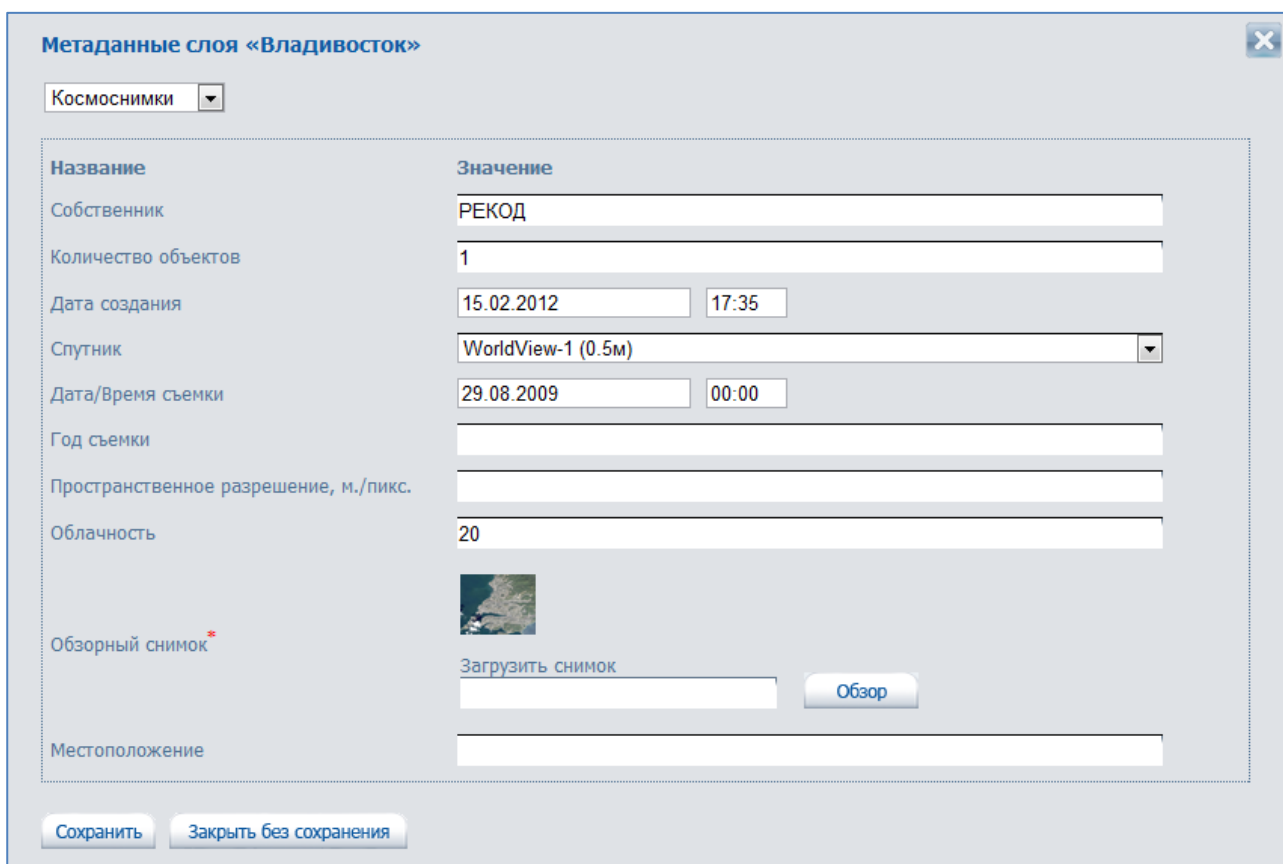 Метаданные слоя «Владивосток»
Космоснимки
Название Значение
Собственник РЕКОД
Количество объектов 1
Дата создания 15.02.2012 17:35
Спутник WorldView-1 (0.5м)
Дата/Время съемки 29.08.2009 00:00
Год съемки
Пространственное разрешение, м./пикс.
Облачность 20
Обзорный снимок*
Загрузить снимок
Обзор
Местоположение
Сохранить Закрыть без сохранения